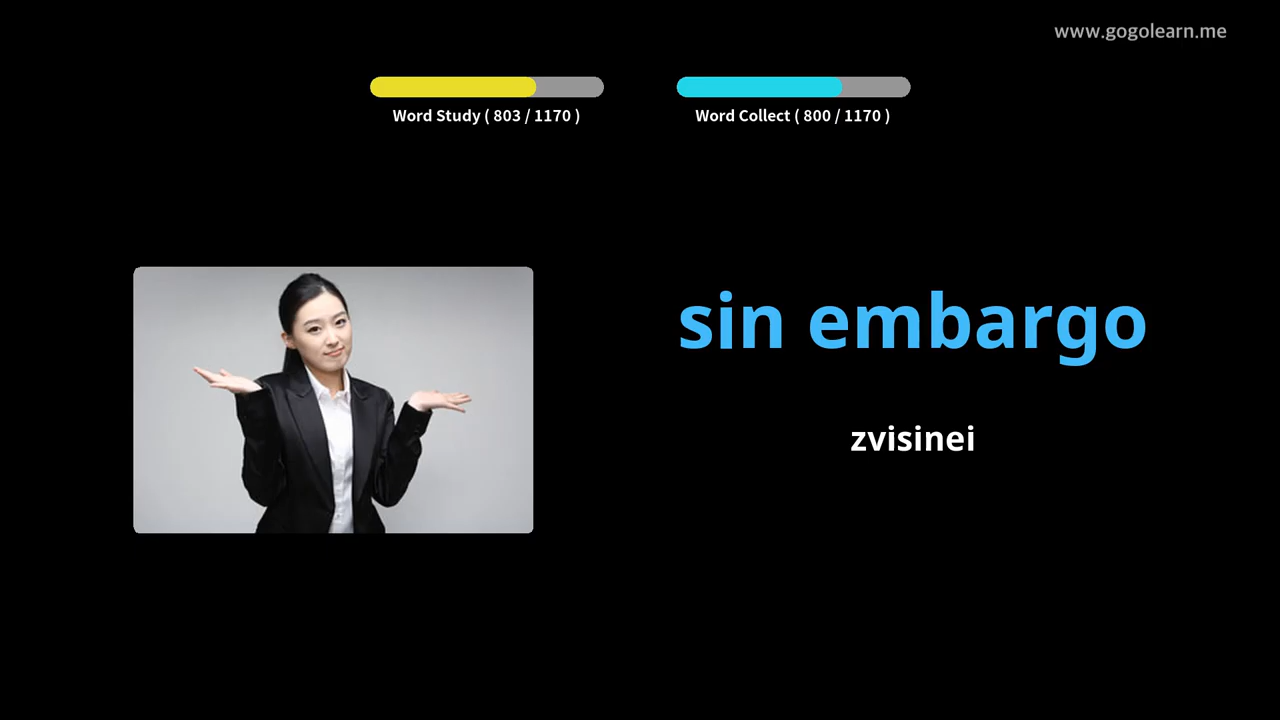 www.gogolearn.me
Word Study ( 803 / 1170 )
Word Collect ( 800 / 1170 )
sin embargo
zvisinei